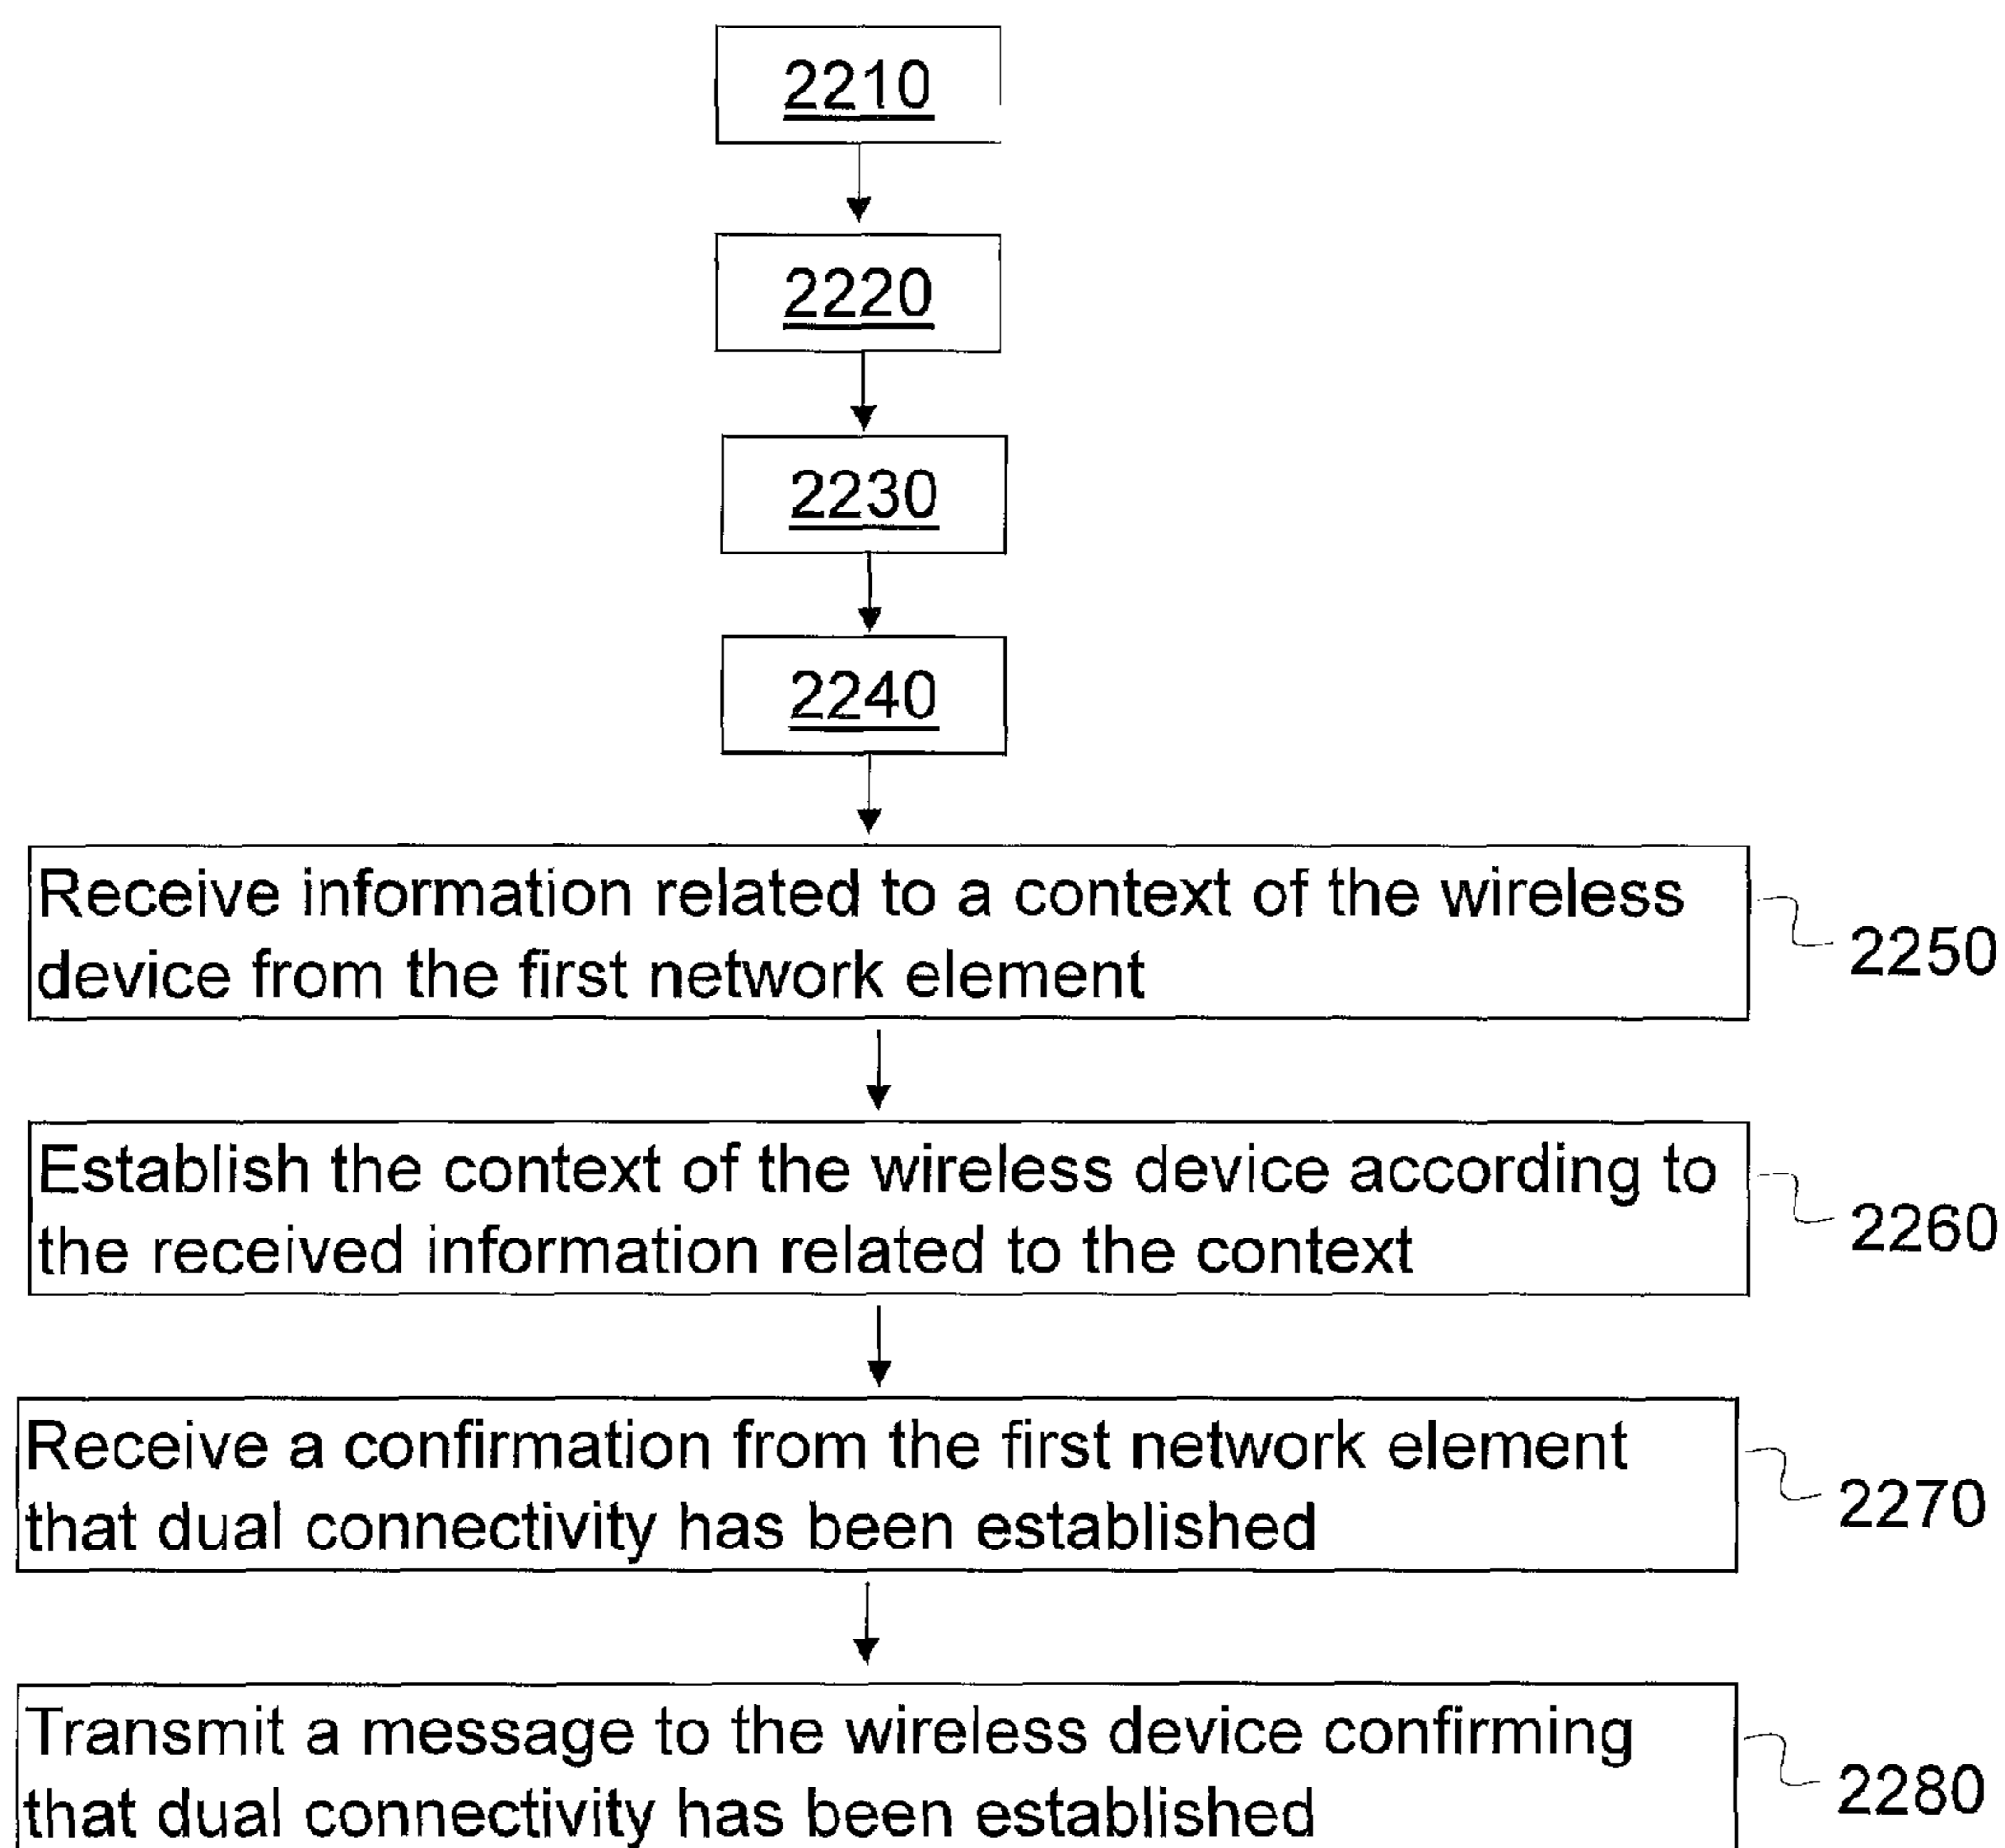 2210
2220
2230
2240
Receive information related to a context of the wireless
device from the first network element
2250
Establish the context of the wireless device according to
the received information related to the context
2260
Receive a confirmation from the first network element
that dual connectivity has been established
2270
Transmit a message to the wireless device confirming
that dual connectivity has been established
2280